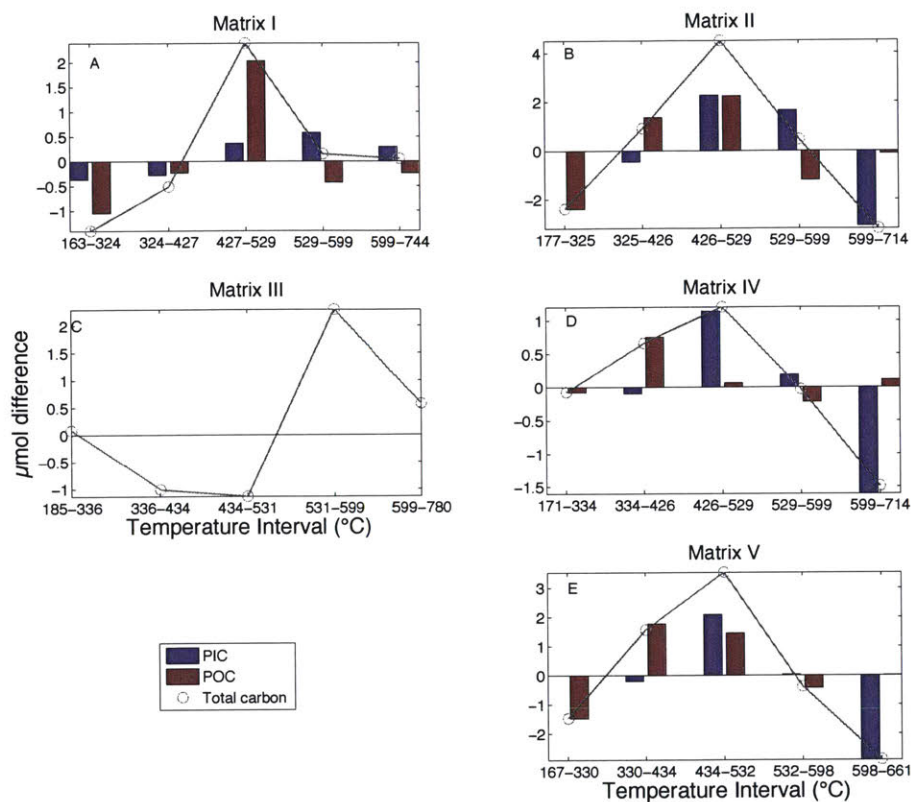 Matrix I
A
2
1.5
1
0.5
0
−0.5
−1
163−324 324−427 427−529 529−599 599−744
Matrix II
B
4
2
0
−2
177−325 325−426 426−529 529−599 599−714
Matrix III
C
2
1.5
1
0.5
0
−0.5
−1
185−336 336−434 434−531 531−599 599−780
Temperature Interval (°C)
µmol difference
Matrix IV
D
1
0.5
0
−0.5
−1
−1.5
171−334 334−426 426−529 529−599 599−714
Matrix V
E
3
2
1
0
−1
−2
167−330 330−434 434−532 532−598 598−661
Temperature Interval (°C)
PIC
POC
Total carbon